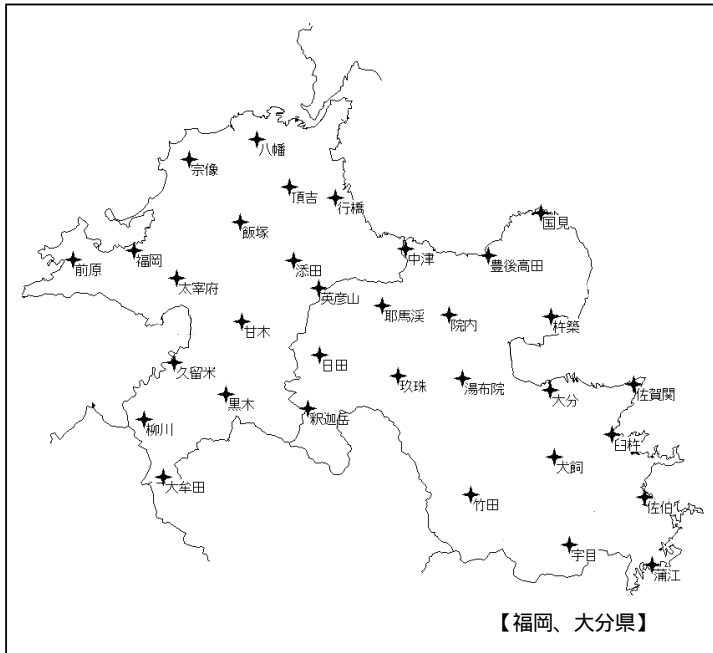 八幡
宗像
頂吉
行橋
国見
飯塚
福岡
中津
豊後高田
前原
添田
太宰府
英彦山
耶馬渓
院内
杵築
甘木
日田
久留米
玖珠
湯布院
佐賀関
大分
黒木
釈迦岳
柳川
臼杵
犬飼
大牟田
竹田
佐伯
宇目
蒲江
【福岡、大分県】